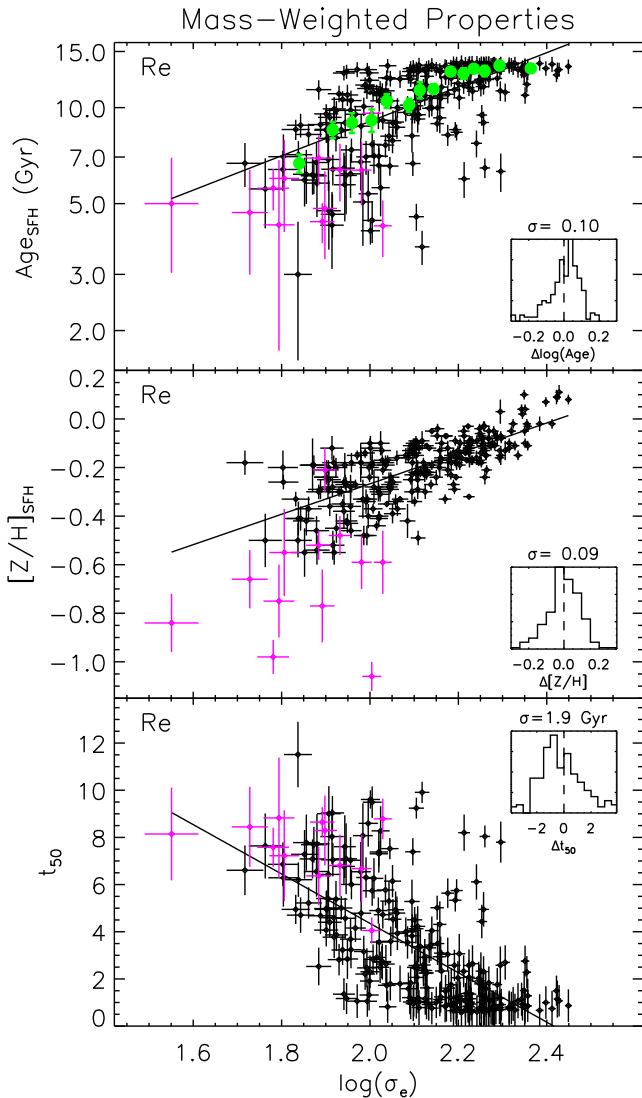 Mass-Weighted Properties
Re
15.0
10.0
7.0
5.0
3.0
2.0
Age_SFH (Gyr)
σ = 0.10
-0.2 0.0 0.2
Δlog(Age)
Re
0.2
0.0
-0.2
-0.4
-0.6
-0.8
-1.0
[Z/H]_SFH
σ = 0.09
-0.2 0.0 0.2
Δ[Z/H]
Re
12
10
8
6
4
2
0
t_50
σ=1.9 Gyr
-2 0 2
Δt_50
1.6 1.8 2.0 2.2 2.4
log(σ_e)